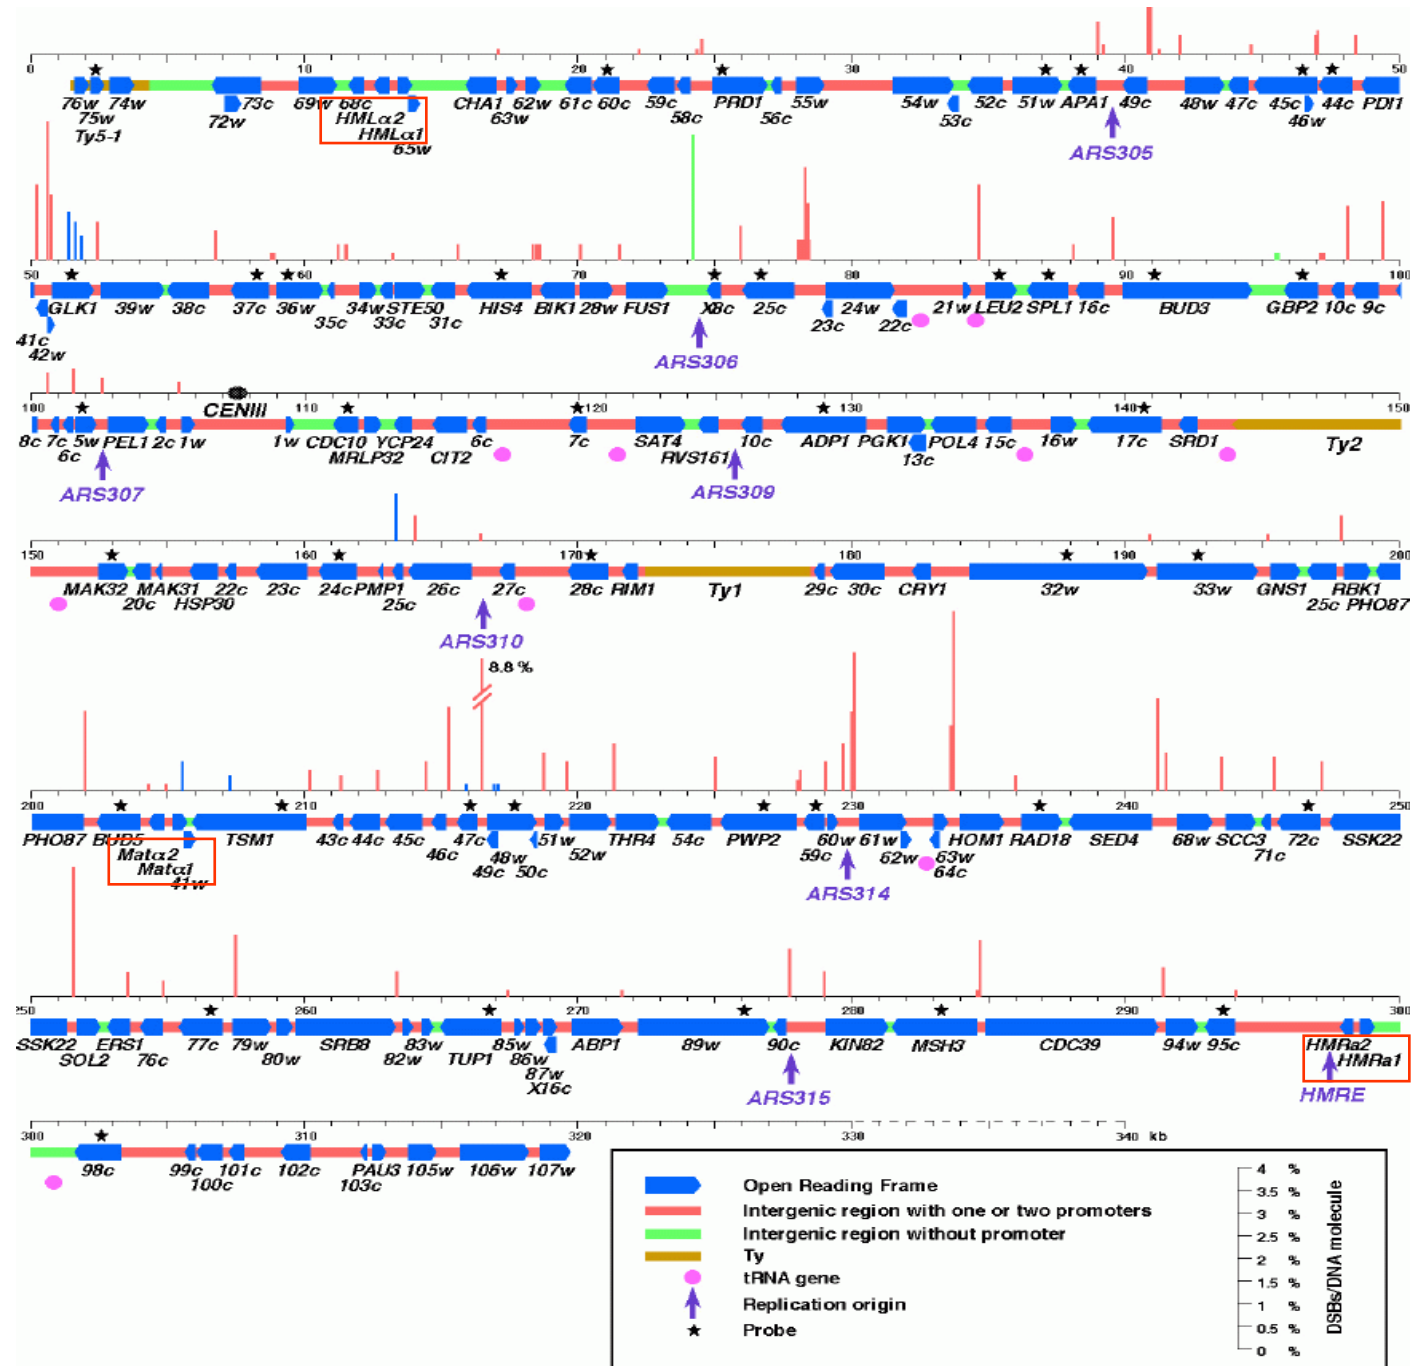 0 10 20 30 40 50
76w 74w 73c 69w 68c CHA1 62w 61c 60c 59c PRD1 55w 54w 52c 51w APA1 49c 48w 47c 45c 44c PDI1
75w 72w HMLα2 63w 58c 56c 53c 46w
Ty5-1 HMLα1
65w ARS305
50 60 70 80 90 100
GLK1 39w 38c 37c 36w 34w STE50 HIS4 BIK1 28w FUS1 X8c 25c 24w 21w LEU2 SPL1 16c BUD3 GBP2 10c 9c
41c 35c 33c 31c 23c 22c
42w
ARS306
CENIII
100 110 120 130 140 150
8c 7c 5w PEL1 2c 1w 1w CDC10 YCP24 6c 7c SAT4 10c ADP1 PGK1 POL4 15c 16w 17c SRD1 Ty2
6c MRLP32 CIT2 RVS161 13c
ARS307 ARS309
150 160 170 180 190 200
MAK32 MAK31 22c 23c 24c PMP1 26c 27c 28c RIM1 Ty1 29c 30c CRY1 32w 33w GNS1 RBK1
20c HSP30 25c 25c PHO87
ARS310
8.8 %
200 210 220 230 240 250
PHO87 BUD5 TSM1 43c 44c 45c 47c 51w THR4 54c PWP2 60w 61w HOM1 RAD18 SED4 68w SCC3 72c SSK22
Matα2 46c 48w 52w 59c 62w 63w 71c
Matα1 49c 50c 64c
41w ARS314
250 260 270 280 290 300
SSK22 ERS1 77c 79w SRB8 83w 85w ABP1 89w 90c KIN82 MSH3 CDC39 94w 95c HMRa2
SOL2 76c 80w 82w TUP1 86w HMRa1
87w
X16c ARS315 HMRE
300 310 320 330 340 kb
98c 99c 101c 102c PAU3 105w 106w 107w
100c 103c
Open Reading Frame
Intergenic region with one or two promoters
Intergenic region without promoter
Ty
tRNA gene
Replication origin
Probe
4 %
3.5 %
3 %
2.5 %
2 %
1.5 %
1 %
0.5 %
0 %
DSBs/DNA molecule